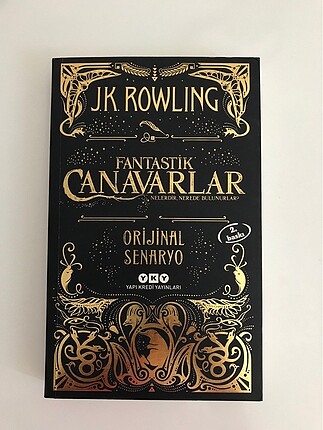 J.K. ROWLING
FANTASTİK
CANAVARLAR
NELERDİR, NEREDE BULUNURLAR?
ORİJİNAL
SENARYO
2. baskı
YKY
YAPI KREDİ YAYINLARI